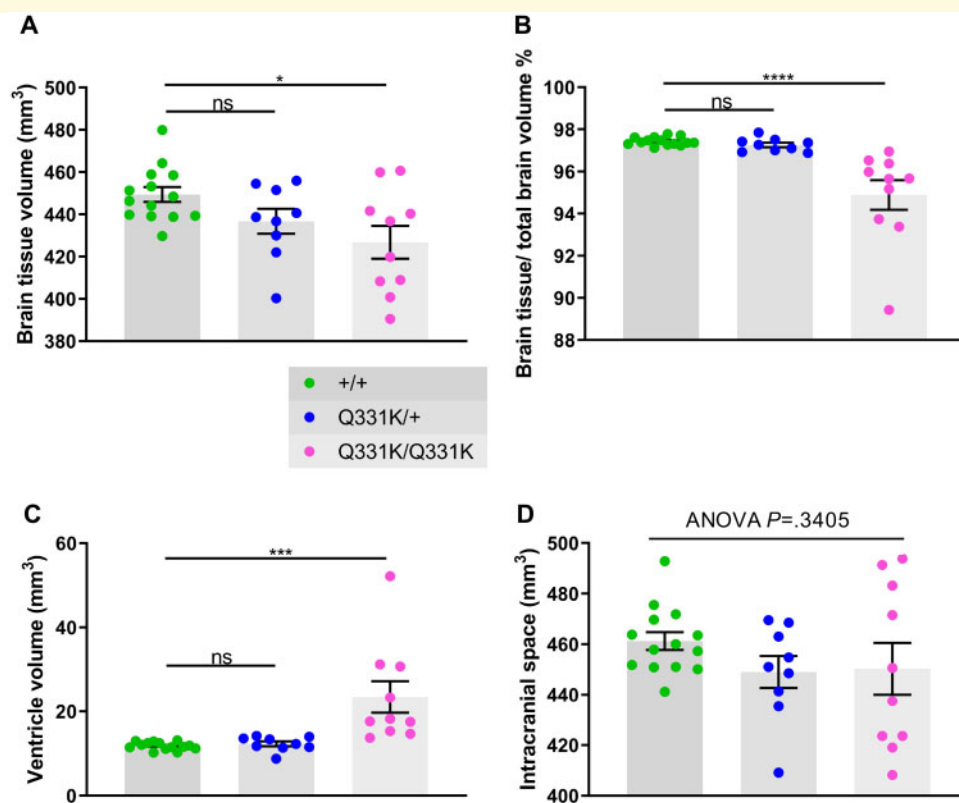 A
Brain tissue volume (mm³)
500
480
460
440
420
400
380
*
ns
B
Brain tissue/ total brain volume %
100
98
96
94
92
90
88
****
ns
+/+
Q331K/+
Q331K/Q331K
C
Ventricle volume (mm³)
60
40
20
0
***
ns
D
ANOVA P=.3405
Intracranial space (mm³)
500
480
460
440
420
400